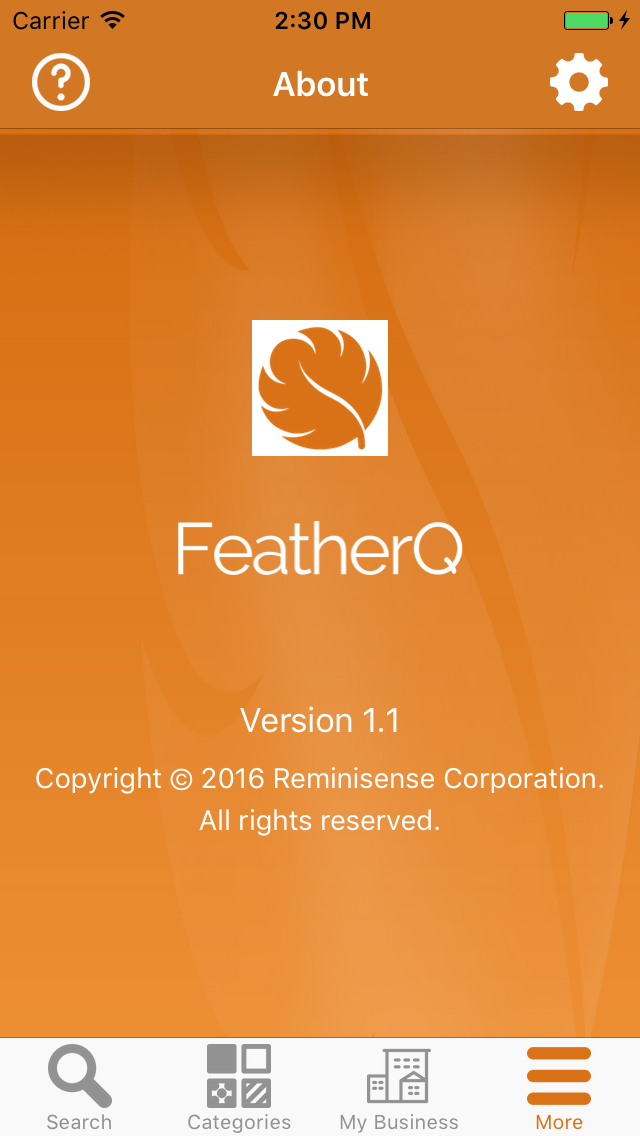 Carrier 2:30 PM
About
FeatherQ
Version 1.1
Copyright © 2016 Reminisense Corporation.
All rights reserved.
Search Categories My Business More